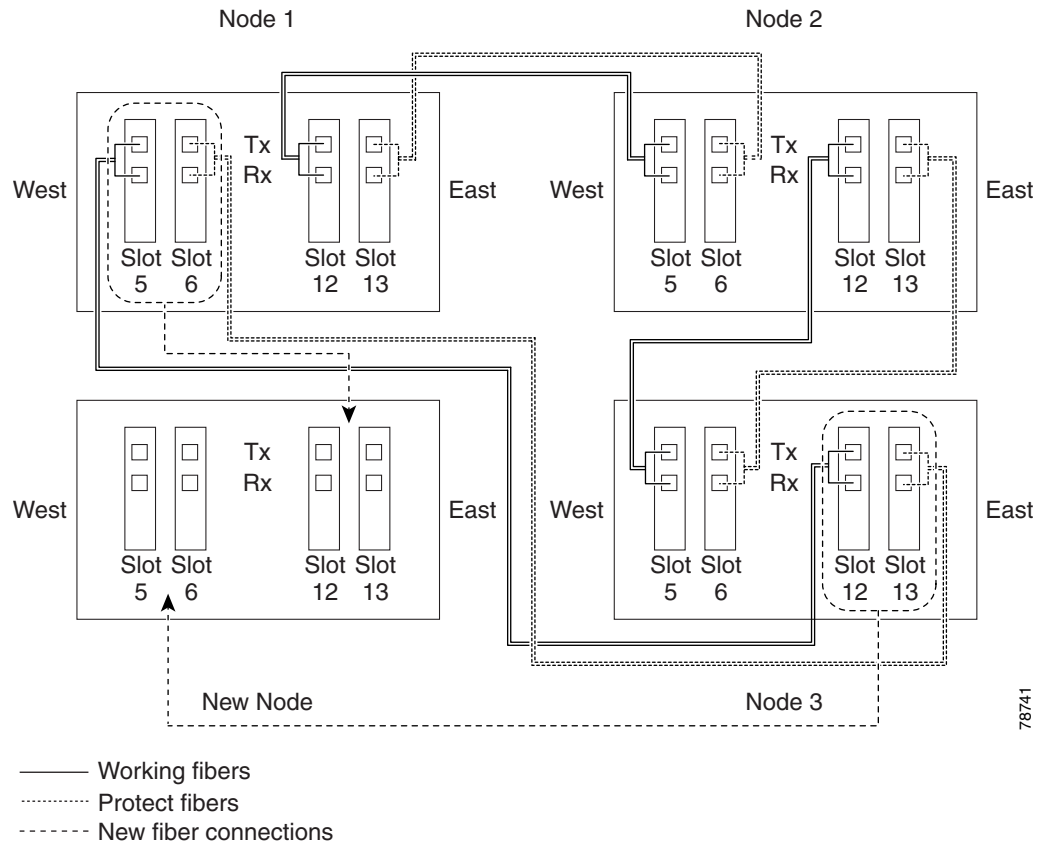 Node 1
Node 2
Tx
Rx
West
East
Slot Slot
5 6
Slot Slot
12 13
Tx
Rx
West
East
Slot Slot
5 6
Slot Slot
12 13
Tx
Rx
West
East
Slot Slot
5 6
Slot Slot
12 13
Tx
Rx
West
East
Slot Slot
5 6
Slot Slot
12 13
New Node
Node 3
78741
Working fibers
Protect fibers
New fiber connections